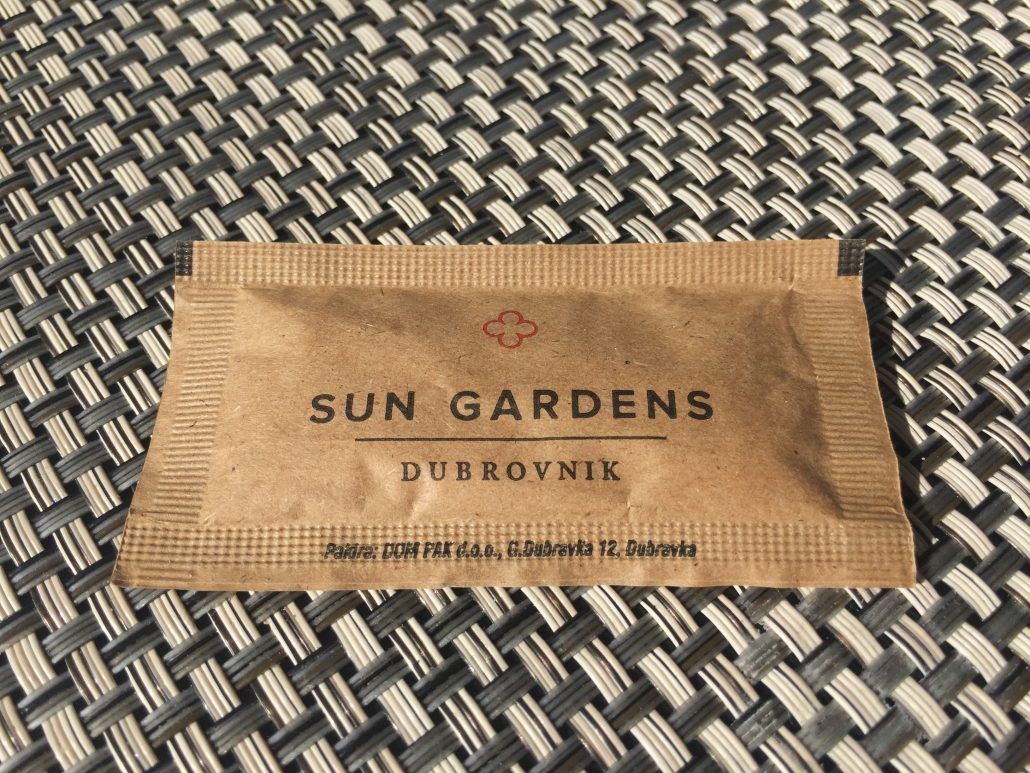 SUN GARDENS
DUBROVNIK
Pakira: DOM PAK d.o.o., G.Dubravka 12, Dubravka